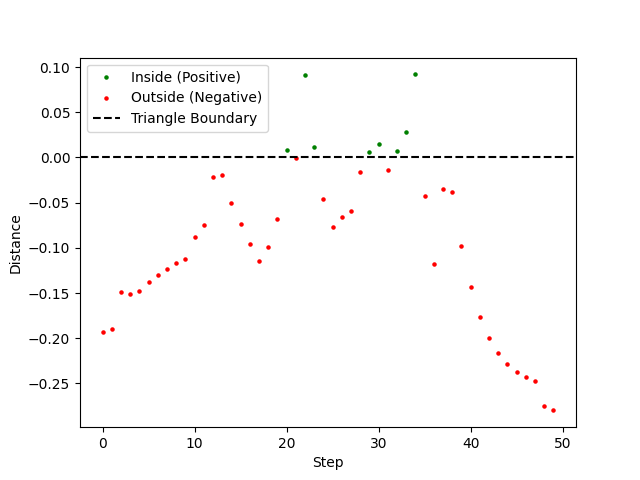 0.10
0.05
0.00
−0.05
−0.10
−0.15
−0.20
−0.25
Distance
Inside (Positive)
Outside (Negative)
Triangle Boundary
0
10
20
30
40
50
Step